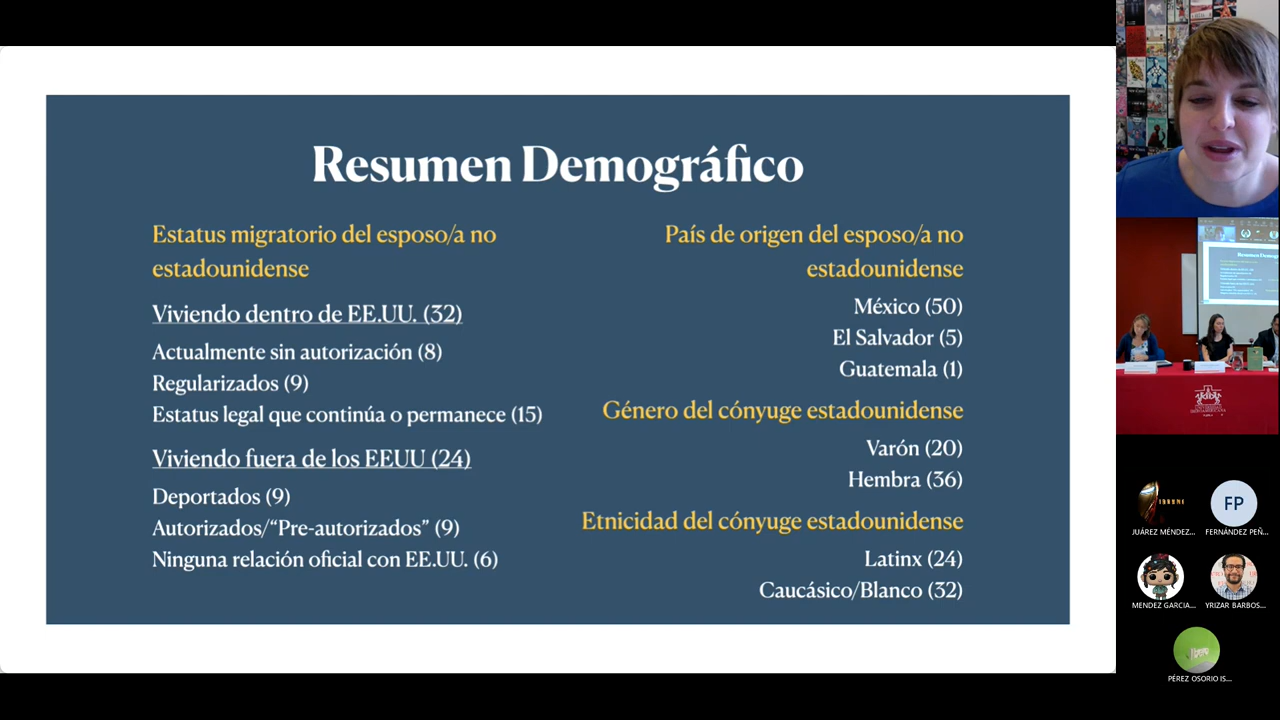 Resumen Demográfico
Estatus migratorio del esposo/a no
estadounidense
Viviendo dentro de EE.UU. (32)
Actualmente sin autorización (8)
Regularizados (9)
Estatus legal que continúa o permanece (15)
Viviendo fuera de los EEUU (24)
Deportados (9)
Autorizados/“Pre-autorizados” (9)
Ninguna relación oficial con EE.UU. (6)
País de origen del esposo/a no
estadounidense
México (50)
El Salvador (5)
Guatemala (1)
Género del cónyuge estadounidense
Varón (20)
Hembra (36)
Etnicidad del cónyuge estadounidense
Latinx (24)
Caucásico/Blanco (32)
Resumen Demog
JUÁREZ MÉNDEZ...
FP
FERNÁNDEZ PEÑ...
MENDEZ GARCIA...
YRIZAR BARBOS...
PÉREZ OSORIO IS...